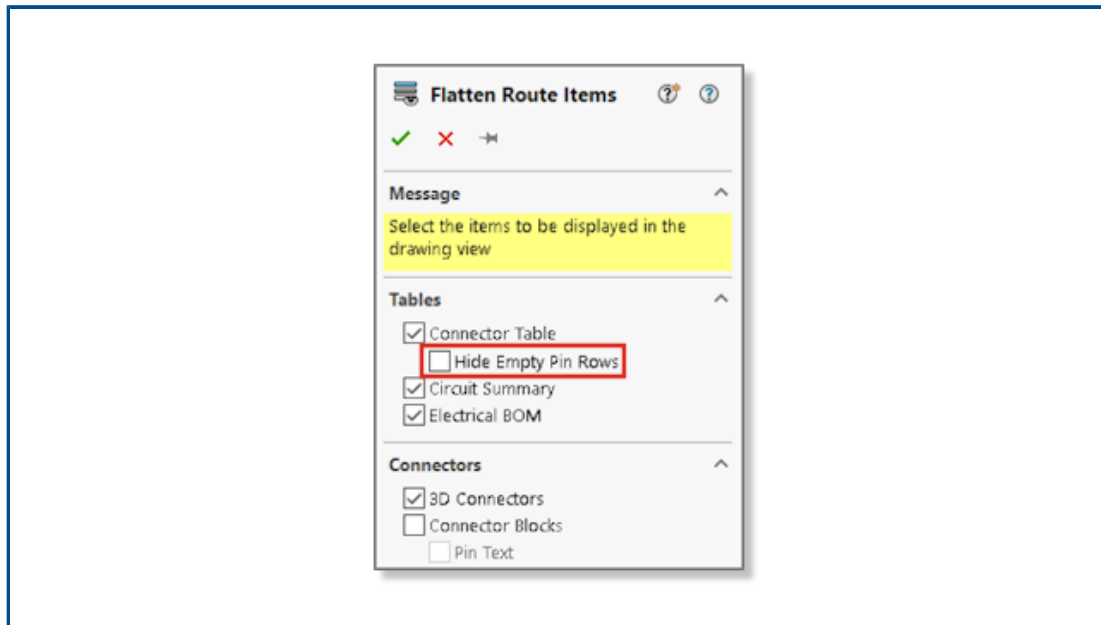 Flatten Route Items
Message
Select the items to be displayed in the
drawing view
Tables
Connector Table
Hide Empty Pin Rows
Circuit Summary
Electrical BOM
Connectors
3D Connectors
Connector Blocks
Pin Text